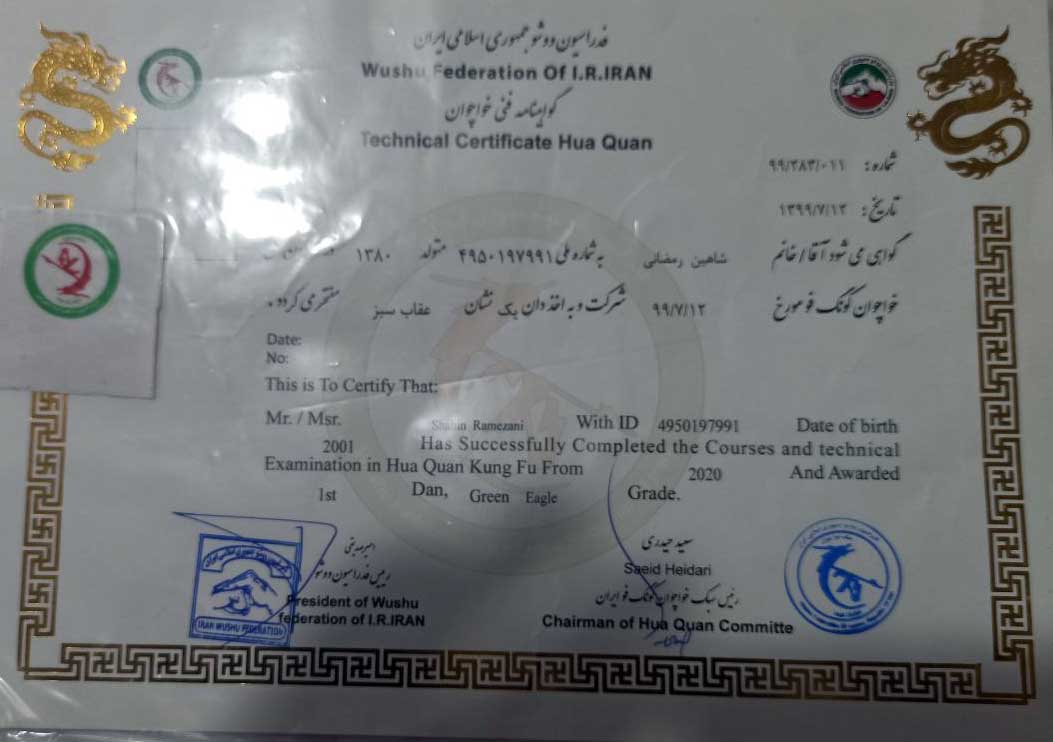 فدراسیون ووشو جمهوری اسلامی ایران
Wushu Federation Of I.R.IRAN
گواهینامه فنی خواچوان
Technical Certificate Hua Quan
شماره: ۹۹/۳۸۳/۰۱۱
تاریخ: ۱۳۹۹/۷/۱۲
گواهی می شود آقا/خانم شاهین رمضانی به شماره ملی ۴۹۵۰۱۹۷۹۹۱ متولد ۱۳۸۰
خواچوان کونگ فو مورخ ۹۹/۷/۱۲ شرکت و به اخذ دان یک نشان عقاب سبز مفتخر می گردد.
Date:
No:
This is To Certify That:
Mr. / Msr. Shahin Ramezani With ID 4950197991 Date of birth
2001 Has Successfully Completed the Courses and technical
Examination in Hua Quan Kung Fu From 2020 And Awarded
1st Dan, Green Eagle Grade.
رییس فدراسیون ووشو
President of Wushu
federation of I.R.IRAN
IRAN WUSHU FEDERATION
سعید حیدری
Saeid Heidari
رئیس سبک خواچوان کونگ فو ایران
Chairman of Hua Quan Committe